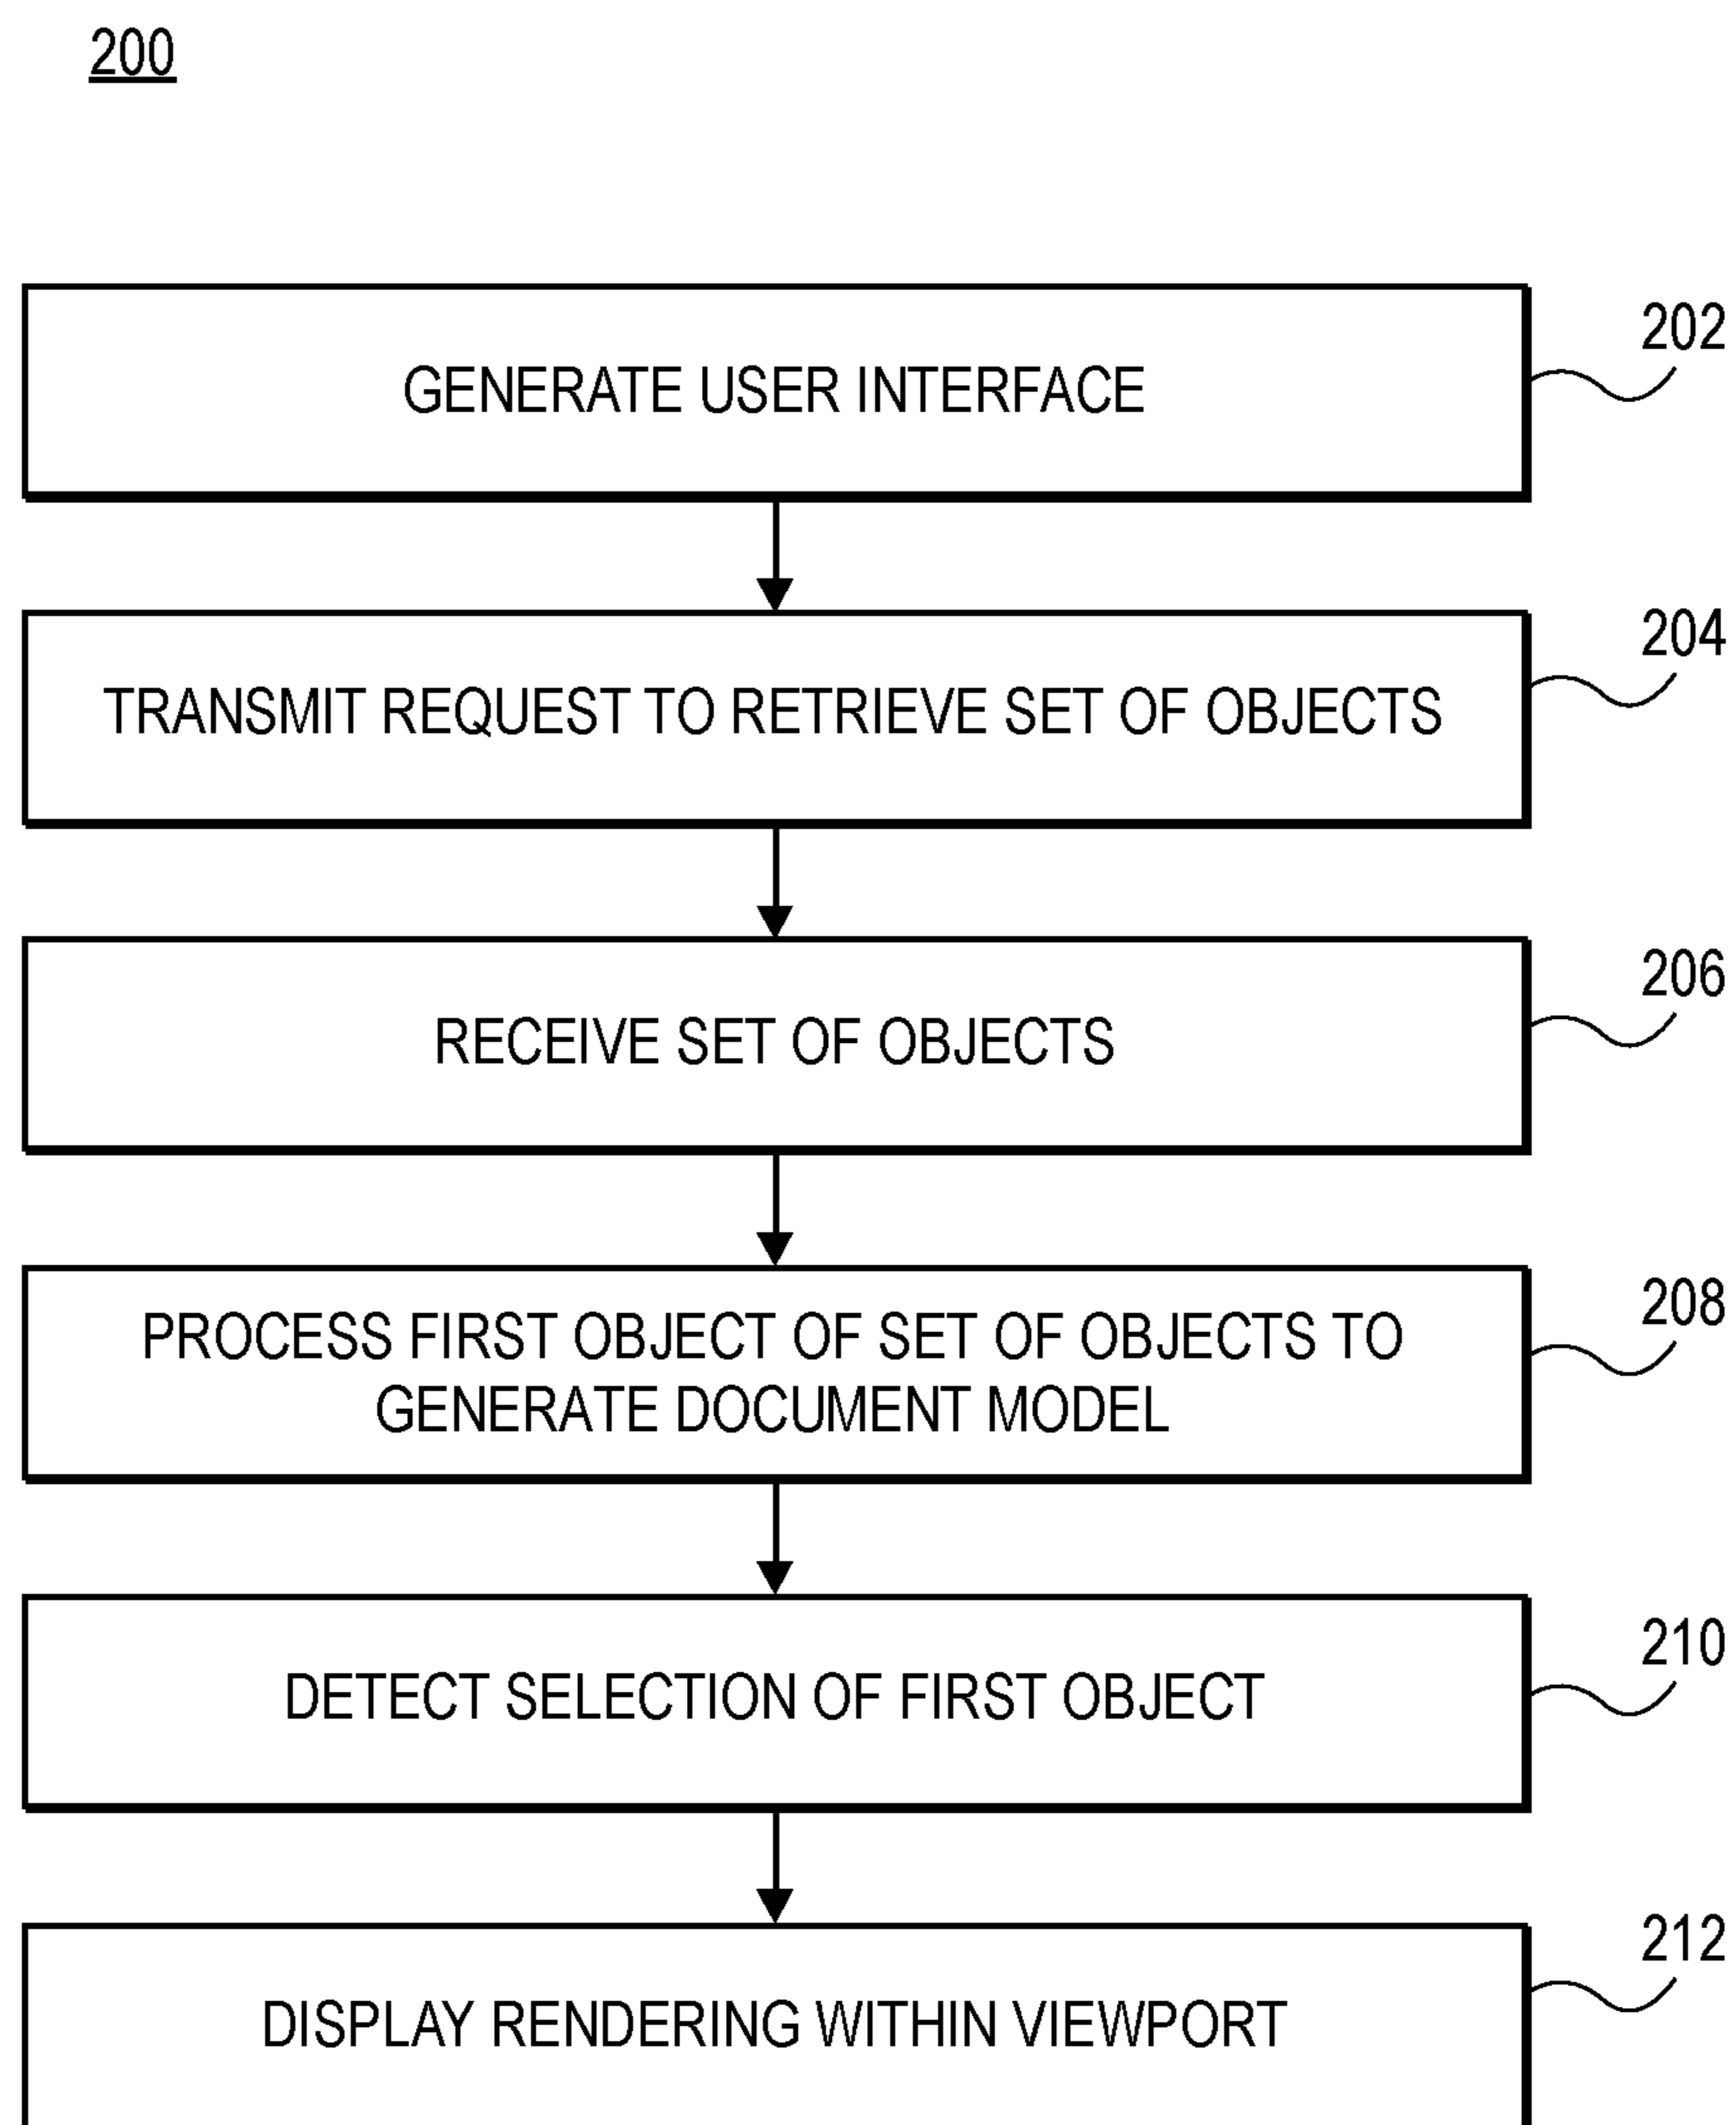 200
GENERATE USER INTERFACE
202
TRANSMIT REQUEST TO RETRIEVE SET OF OBJECTS
204
RECEIVE SET OF OBJECTS
206
PROCESS FIRST OBJECT OF SET OF OBJECTS TO
GENERATE DOCUMENT MODEL
208
DETECT SELECTION OF FIRST OBJECT
210
DISPLAY RENDERING WITHIN VIEWPORT
212